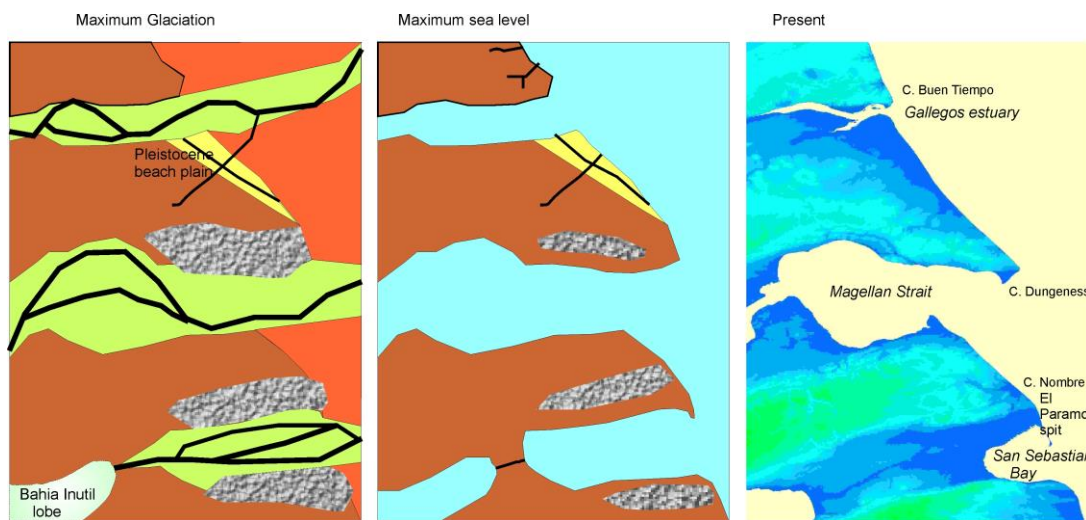 Maximum Glaciation
Maximum sea level
Present
Pleistocene
beach plain
Bahia Inutil
lobe
C. Buen Tiempo
Gallegos estuary
Magellan Strait
C. Dungeness
C. Nombre
El
Paramo
spit
San Sebastian
Bay